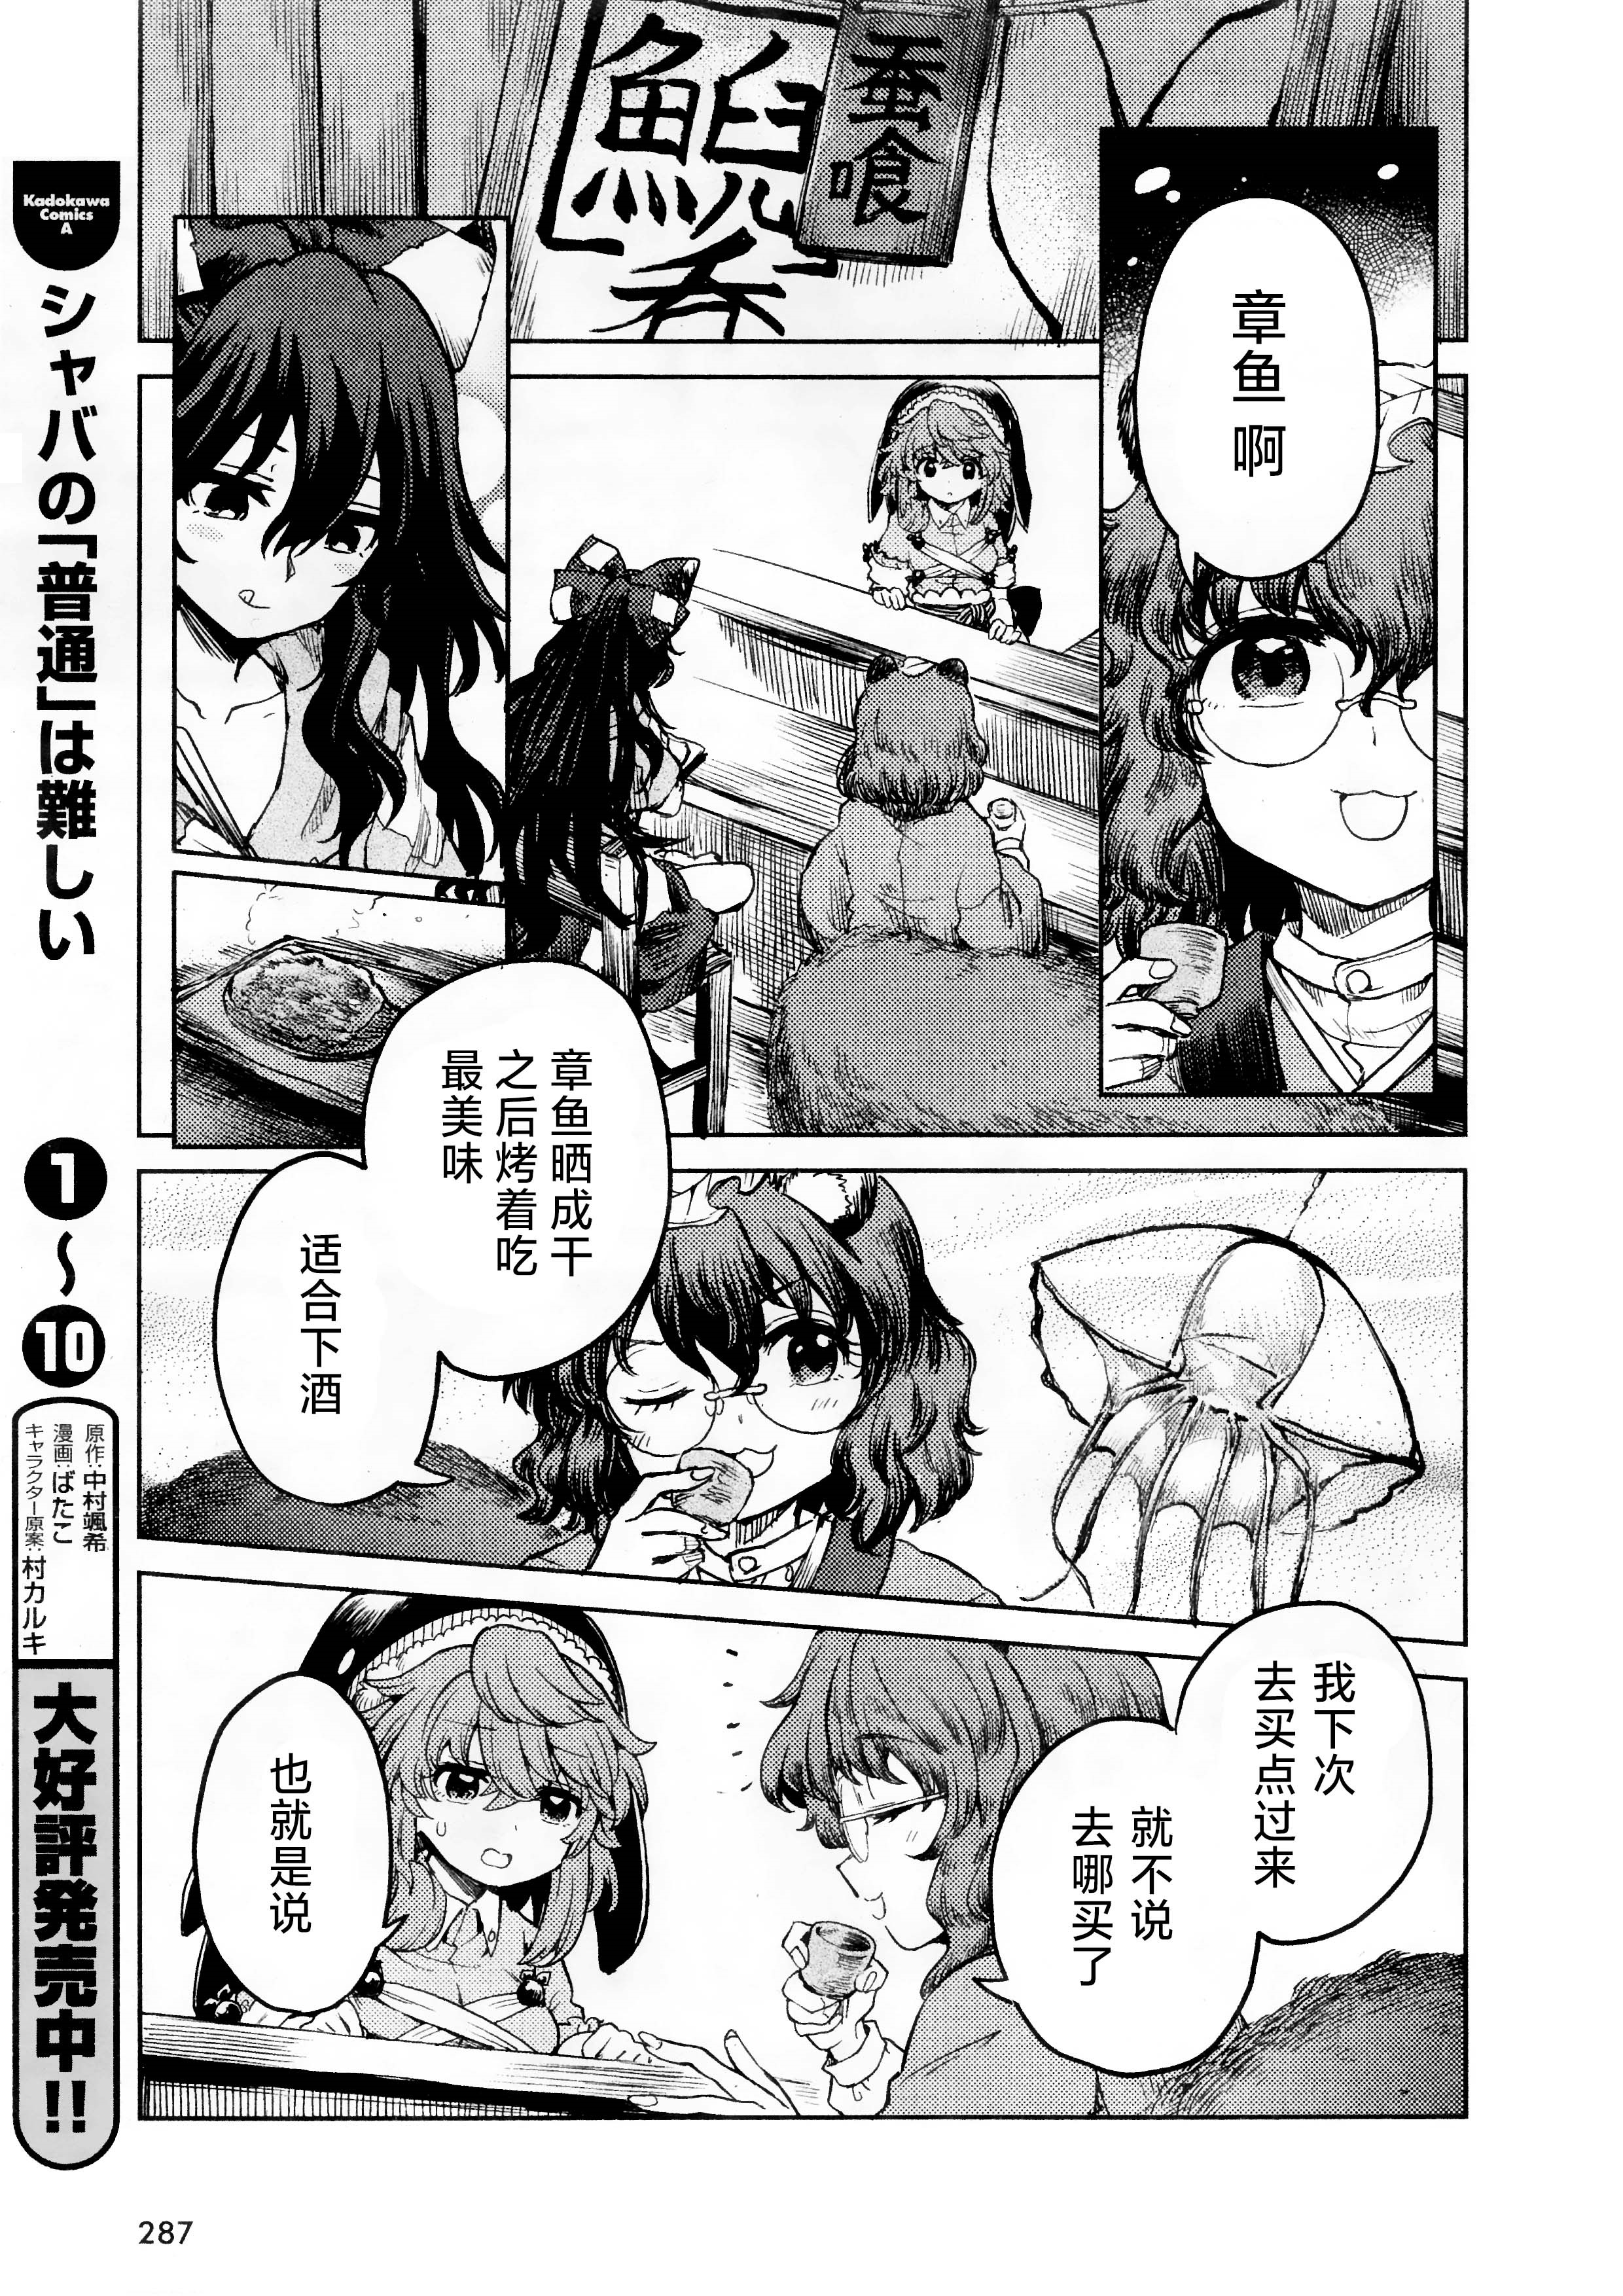 鯢呑
蚕喰
章鱼啊
章鱼晒成干
之后烤着吃
最美味
适合下酒
我下次
去买点过来
就不说
去哪买了
也就是说
Kadokawa
Comics
A
シャバの「普通」は難しい
1～10
原作：中村颯希
漫画：ばたこ
キャラクター原案：村カルキ
大好評発売中!!
287